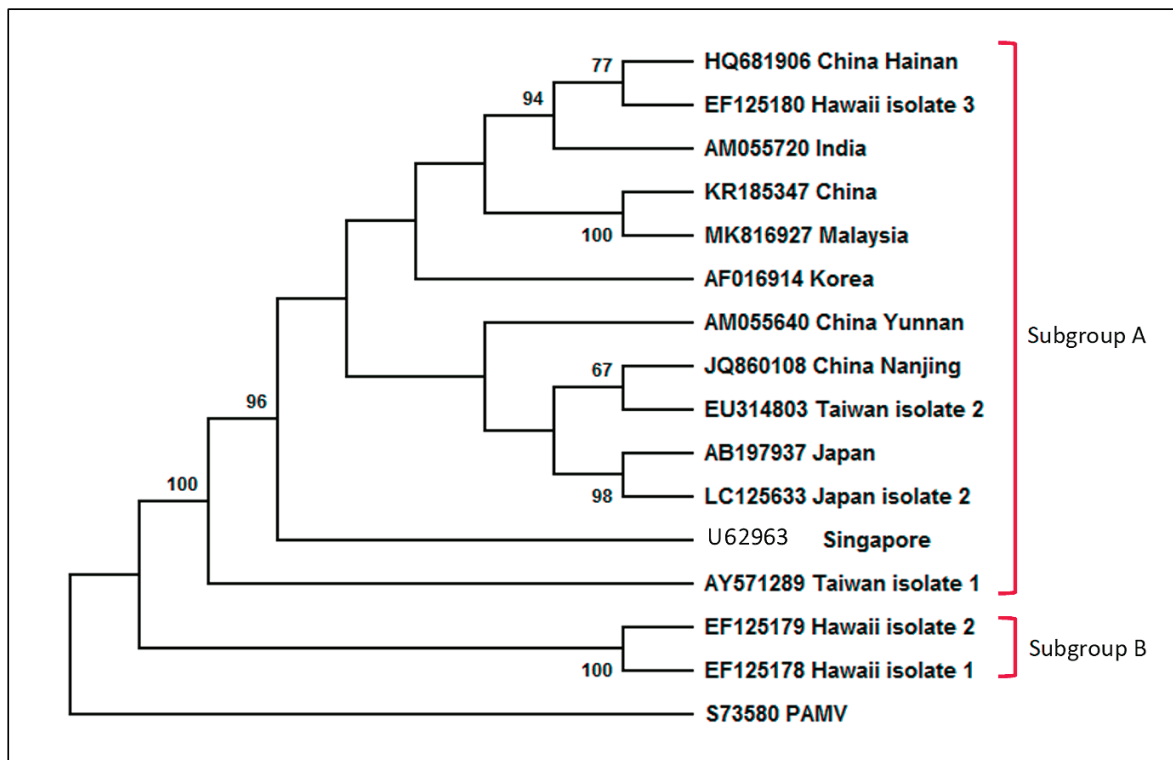 77
HQ681906 China Hainan
94
EF125180 Hawaii isolate 3
AM055720 India
KR185347 China
100
MK816927 Malaysia
AF016914 Korea
AM055640 China Yunnan
Subgroup A
67
JQ860108 China Nanjing
EU314803 Taiwan isolate 2
96
AB197937 Japan
98
LC125633 Japan isolate 2
100
U62963 Singapore
AY571289 Taiwan isolate 1
EF125179 Hawaii isolate 2
Subgroup B
100
EF125178 Hawaii isolate 1
S73580 PAMV